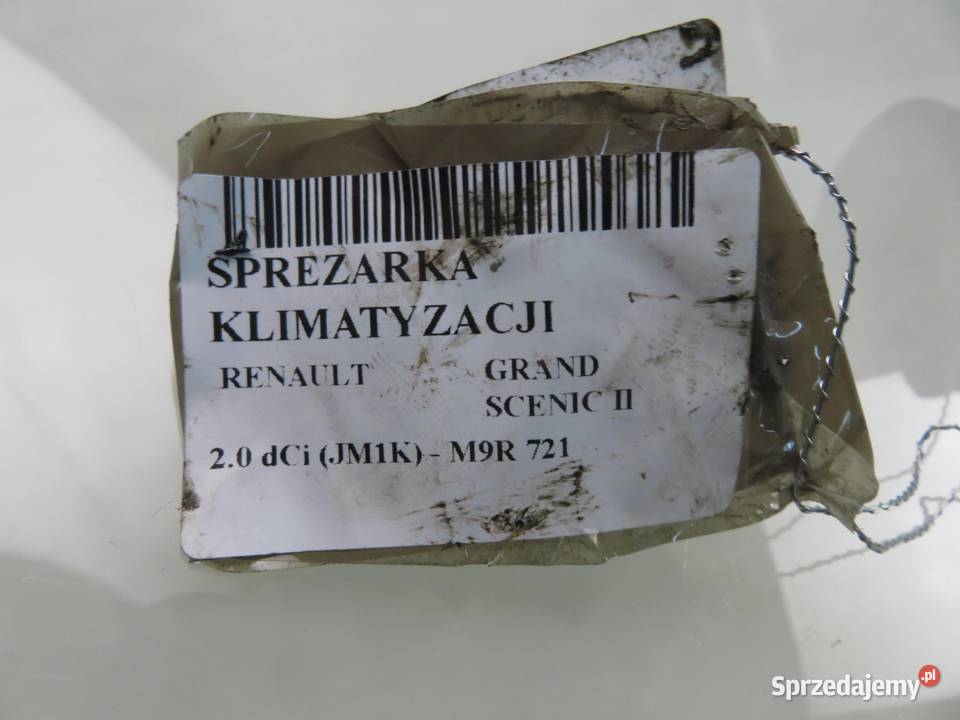 SPREZARKA
KLIMATYZACJI
RENAULT GRAND
SCENIC II
2.0 dCi (JM1K) - M9R 721
Sprzedajemy.pl